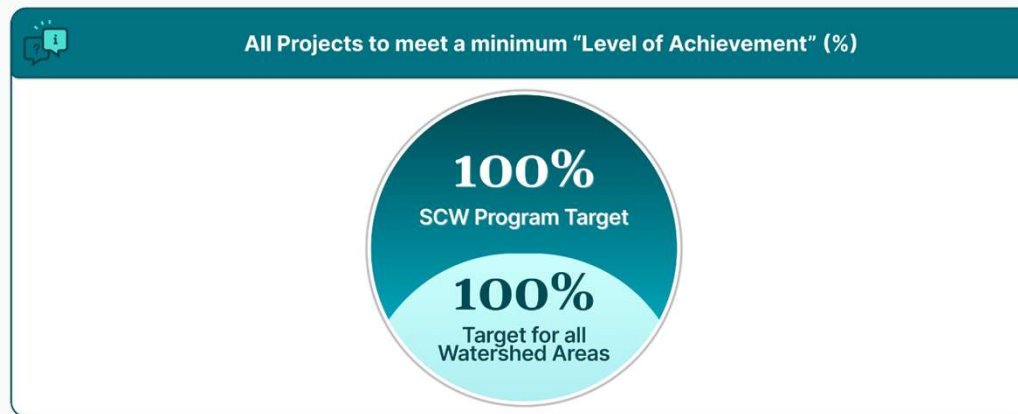 All Projects to meet a minimum “Level of Achievement” (%)
100%
SCW Program Target
100%
Target for all
Watershed Areas